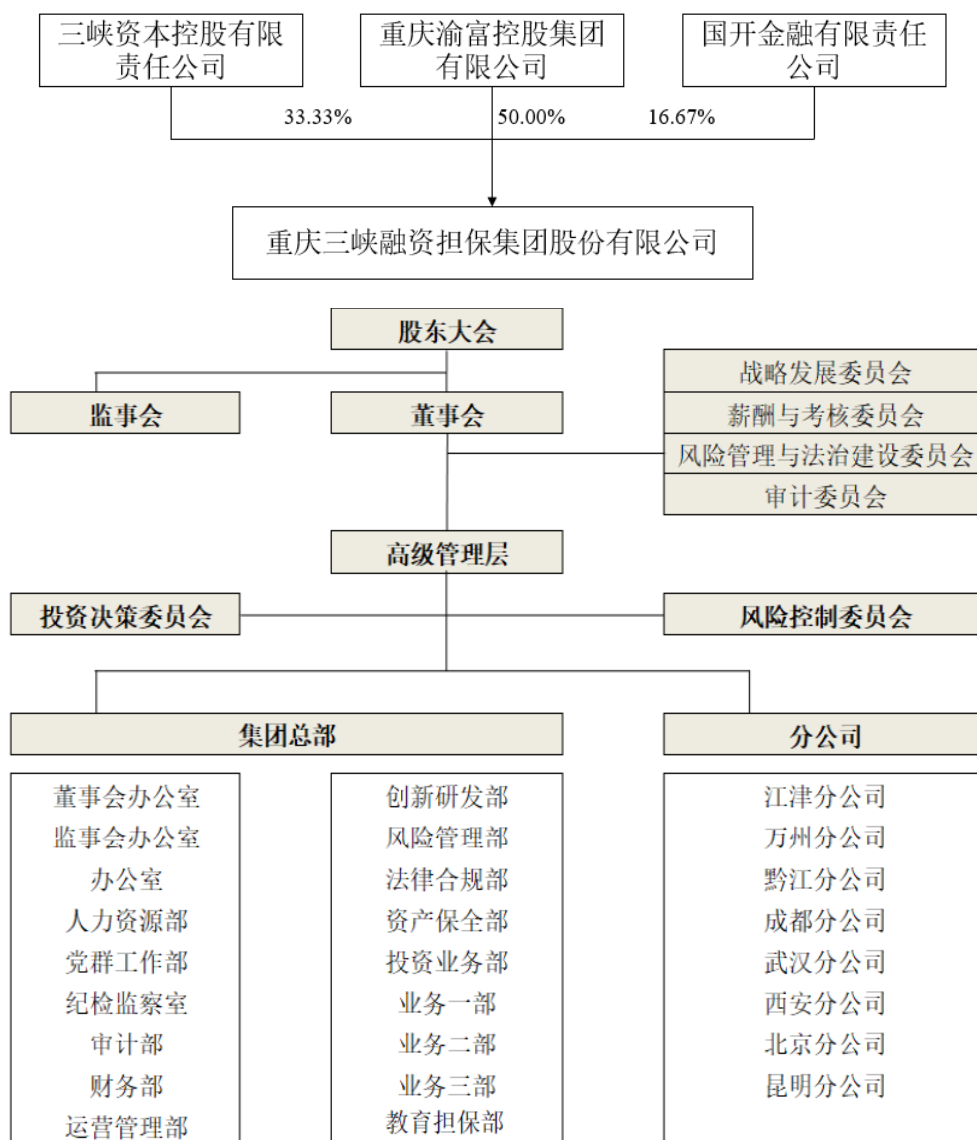 三峡资本控股有限
责任公司
重庆渝富控股集团
有限公司
国开金融有限责任
公司
33.33%
50.00%
16.67%
重庆三峡融资担保集团股份有限公司
股东大会
监事会
董事会
战略发展委员会
薪酬与考核委员会
风险管理与法治建设委员会
审计委员会
高级管理层
投资决策委员会
风险控制委员会
集团总部
分公司
董事会办公室
监事会办公室
办公室
人力资源部
党群工作部
纪检监察室
审计部
财务部
运营管理部
创新研发部
风险管理部
法律合规部
资产保全部
投资业务部
业务一部
业务二部
业务三部
教育担保部
江津分公司
万州分公司
黔江分公司
成都分公司
武汉分公司
西安分公司
北京分公司
昆明分公司